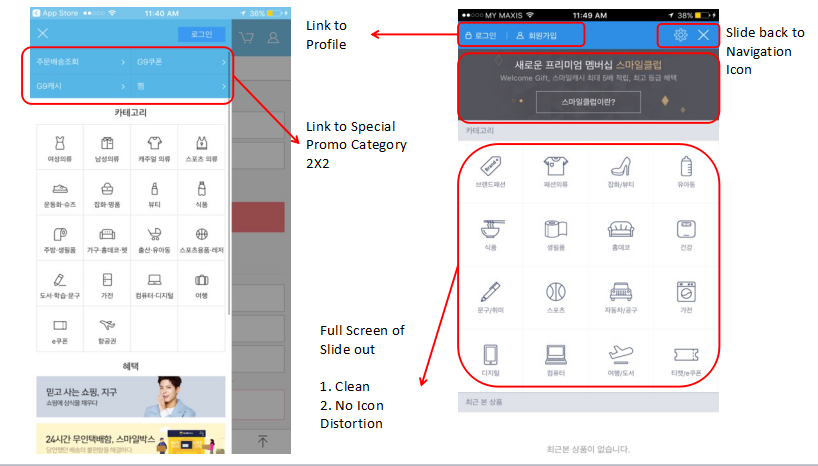 App Store
11:40 AM
36%
로그인
주문배송조회
G9쿠폰
G9캐시
찜
카테고리
여성의류
남성의류
캐주얼 의류
스포츠 의류
운동화·슈즈
잡화·명품
뷰티
식품
주방·생필품
가구·홈데코·펫
출산·유아동
스포츠용품·레저
도서·학습·문구
가전
컴퓨터·디지털
여행
e쿠폰
항공권
혜택
믿고 사는 쇼핑, 지구
쇼핑에 상식을 채우다
24시간 무인택배함, 스마일박스
당연했던 배송의 불편함을 해결하다
Link to
Profile
Link to Special
Promo Category
2X2
Full Screen of
Slide out
1. Clean
2. No Icon
Distortion
MY MAXIS
11:49 AM
38%
로그인
회원가입
Slide back to
Navigation
Icon
새로운 프리미엄 멤버십 스마일클럽
Welcome Gift, 스마일캐시 최대 5배 적립, 최고 등급 혜택
스마일클럽이란?
카테고리
브랜드패션
패션의류
잡화/뷰티
유아동
식품
생필품
홈데코
건강
문구/취미
스포츠
자동차/공구
가전
디지털
컴퓨터
여행/도서
티켓/e쿠폰
최근 본 상품
최근본 상품이 없습니다.